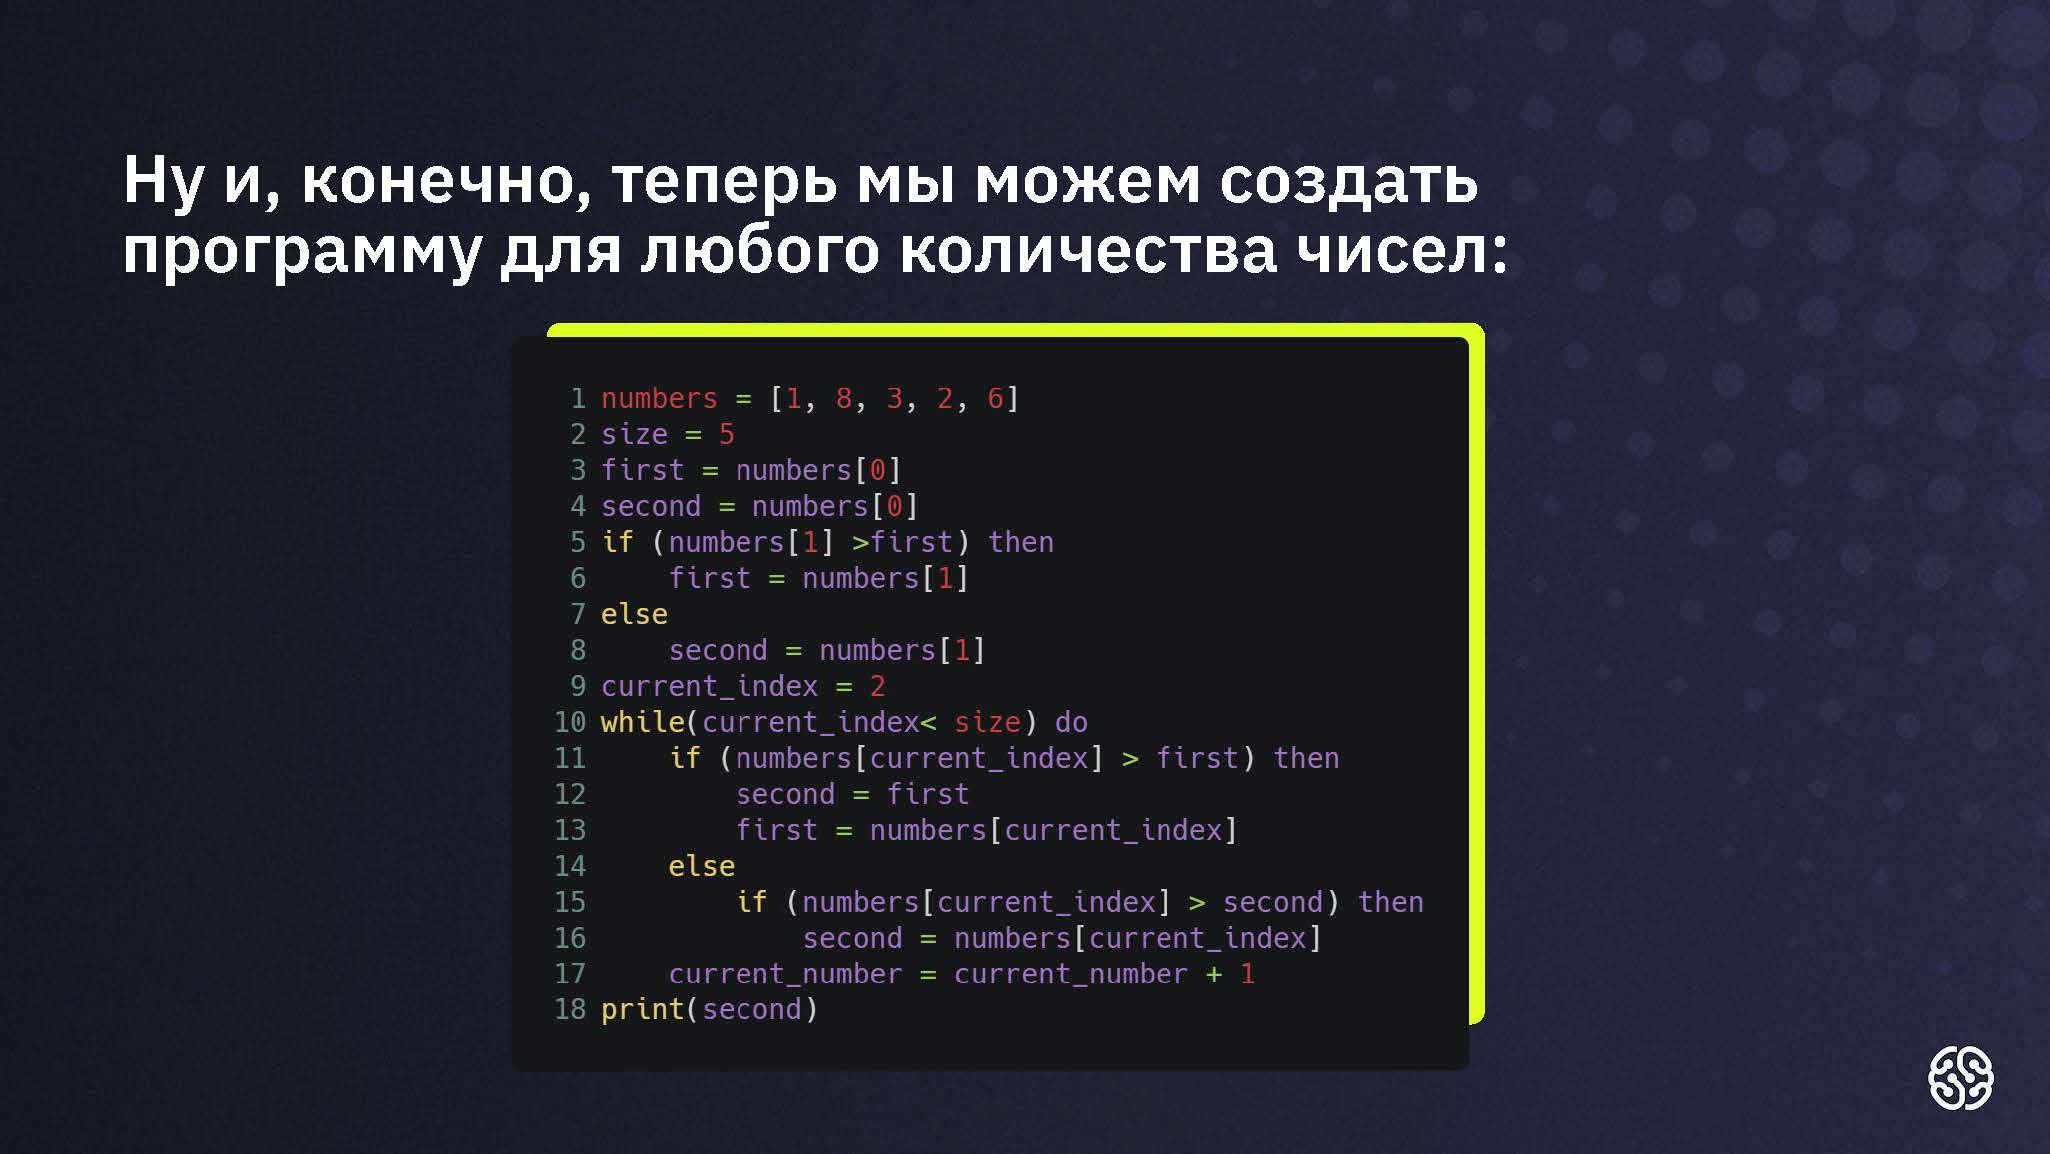 Ну и, конечно, теперь мы можем создать
программу для любого количества чисел:
1 numbers = [1, 8, 3, 2, 6]
2 size = 5
3 first = numbers[0]
4 second = numbers[0]
5 if (numbers[1] >first) then
6     first = numbers[1]
7 else
8     second = numbers[1]
9 current_index = 2
10 while(current_index< size) do
11     if (numbers[current_index] > first) then
12         second = first
13         first = numbers[current_index]
14     else
15         if (numbers[current_index] > second) then
16             second = numbers[current_index]
17     current_number = current_number + 1
18 print(second)